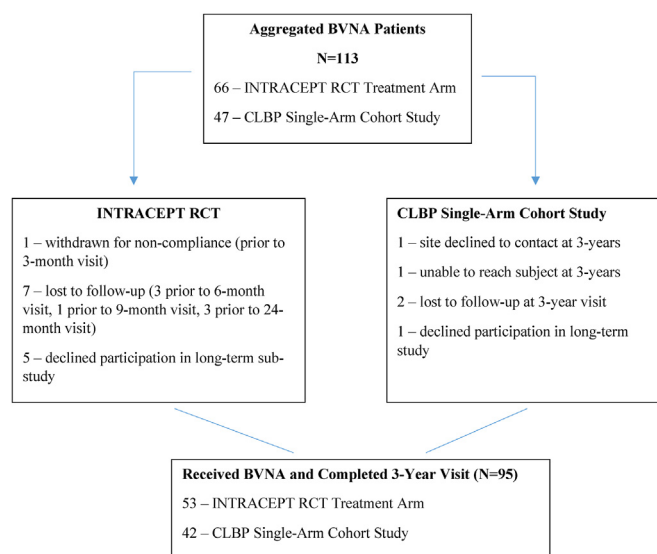 Aggregated BVNA Patients
N=113
66 – INTRACEPT RCT Treatment Arm
47 – CLBP Single-Arm Cohort Study
INTRACEPT RCT
1 – withdrawn for non-compliance (prior to
3-month visit)
7 – lost to follow-up (3 prior to 6-month
visit, 1 prior to 9-month visit, 3 prior to 24-
month visit)
5 – declined participation in long-term sub-
study
CLBP Single-Arm Cohort Study
1 – site declined to contact at 3-years
1 – unable to reach subject at 3-years
2 – lost to follow-up at 3-year visit
1 – declined participation in long-term
study
Received BVNA and Completed 3-Year Visit (N=95)
53 – INTRACEPT RCT Treatment Arm
42 – CLBP Single-Arm Cohort Study